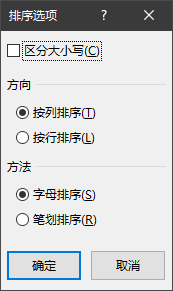 排序选项 ?
区分大小写(C)
方向
按列排序(T)
按行排序(L)
方法
字母排序(S)
笔划排序(R)
确定 取消